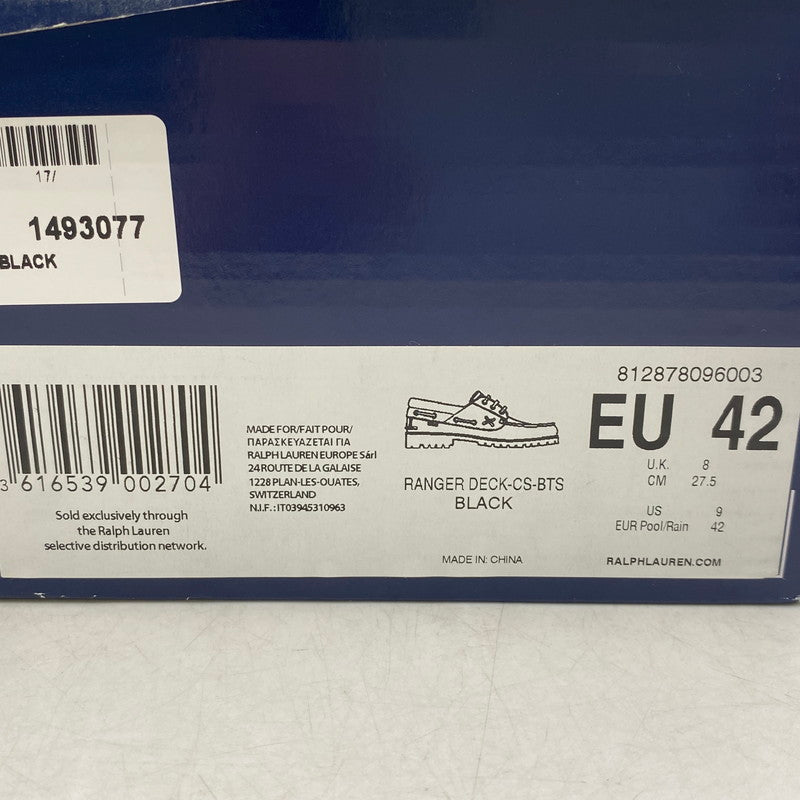 17/
1493077
BLACK
3 616539 002704
Sold exclusively through
the Ralph Lauren
selective distribution network.
MADE FOR/FAIT POUR/
ΠΑΡΑΣΚΕΥΑΖΕΤΑΙ ΓΙΑ
RALPH LAUREN EUROPE Sárl
24 ROUTE DE LA GALAISE
1228 PLAN-LES-OUATES,
SWITZERLAND
N.I.F.: IT03945310963
RANGER DECK-CS-BTS
BLACK
MADE IN: CHINA
812878096003
EU 42
U.K. 8
CM 27.5
US 9
EUR Pool/Rain 42
RALPHLAUREN.COM